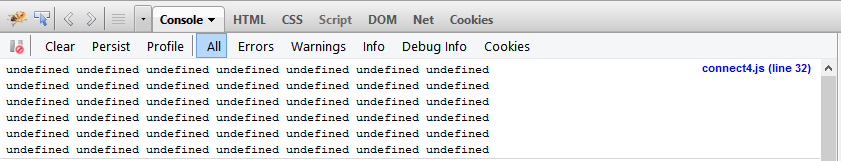 Console HTML CSS Script DOM Net Cookies
Clear Persist Profile All Errors Warnings Info Debug Info Cookies
undefined undefined undefined undefined undefined undefined undefined connect4.js (line 32)
undefined undefined undefined undefined undefined undefined undefined
undefined undefined undefined undefined undefined undefined undefined
undefined undefined undefined undefined undefined undefined undefined
undefined undefined undefined undefined undefined undefined undefined
undefined undefined undefined undefined undefined undefined undefined